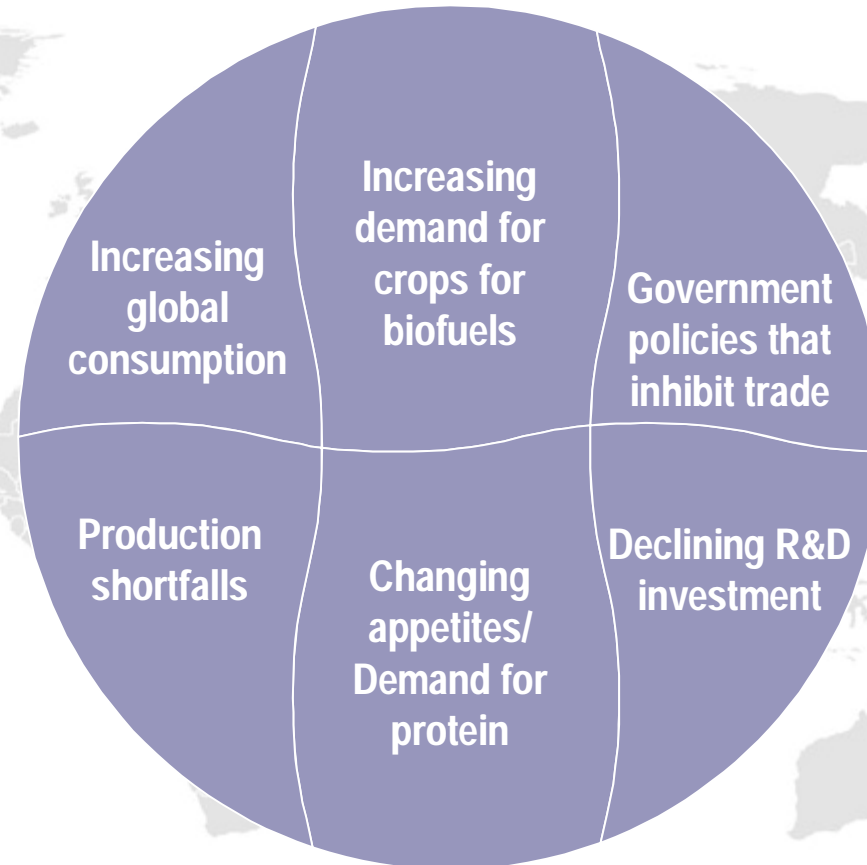 Increasing
global
consumption
Increasing
demand for
crops for
biofuels
Government
policies that
inhibit trade
Production
shortfalls
Changing
appetites/
Demand for
protein
Declining R&D
investment